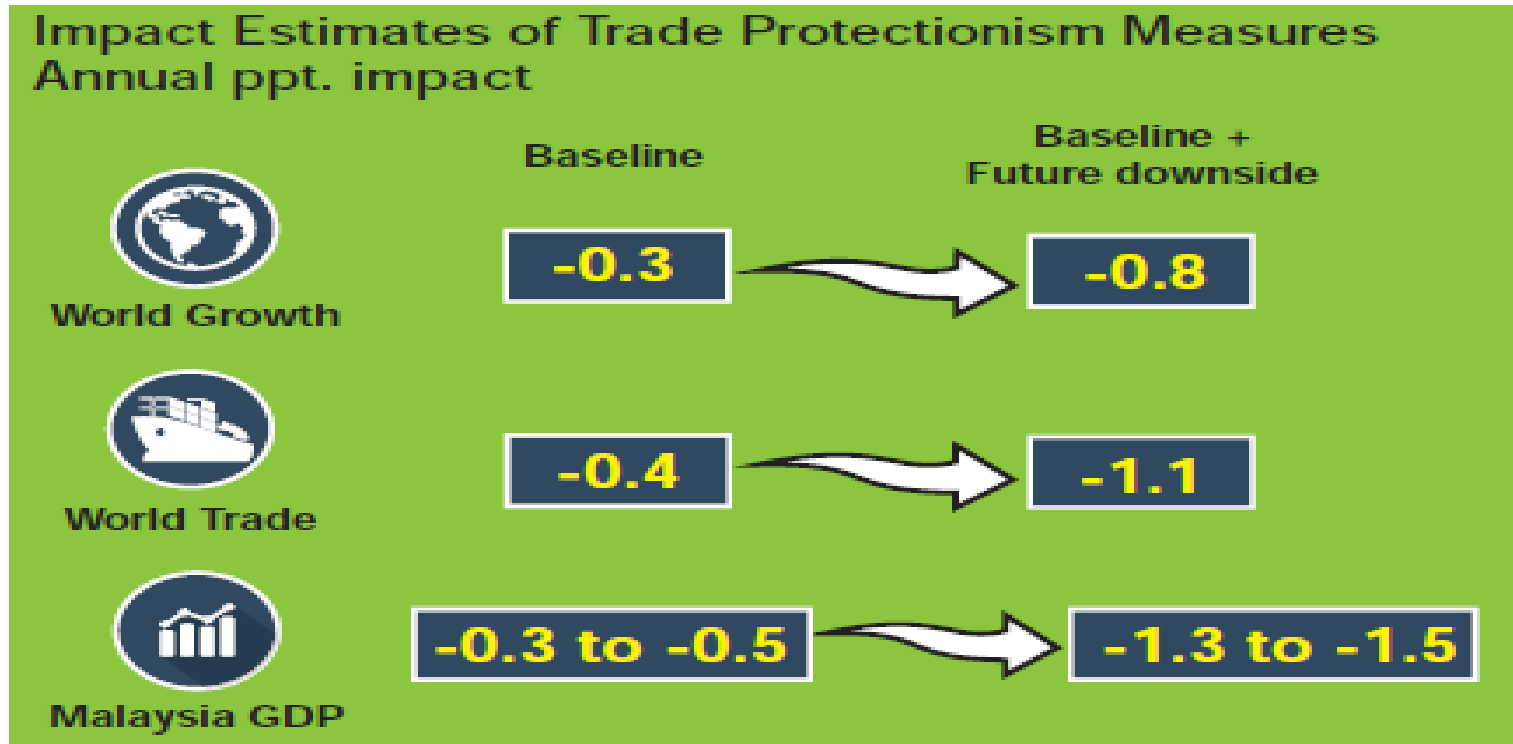 Impact Estimates of Trade Protectionism Measures
Annual ppt. impact
Baseline
Baseline +
Future downside
World Growth
-0.3
-0.8
World Trade
-0.4
-1.1
Malaysia GDP
-0.3 to -0.5
-1.3 to -1.5